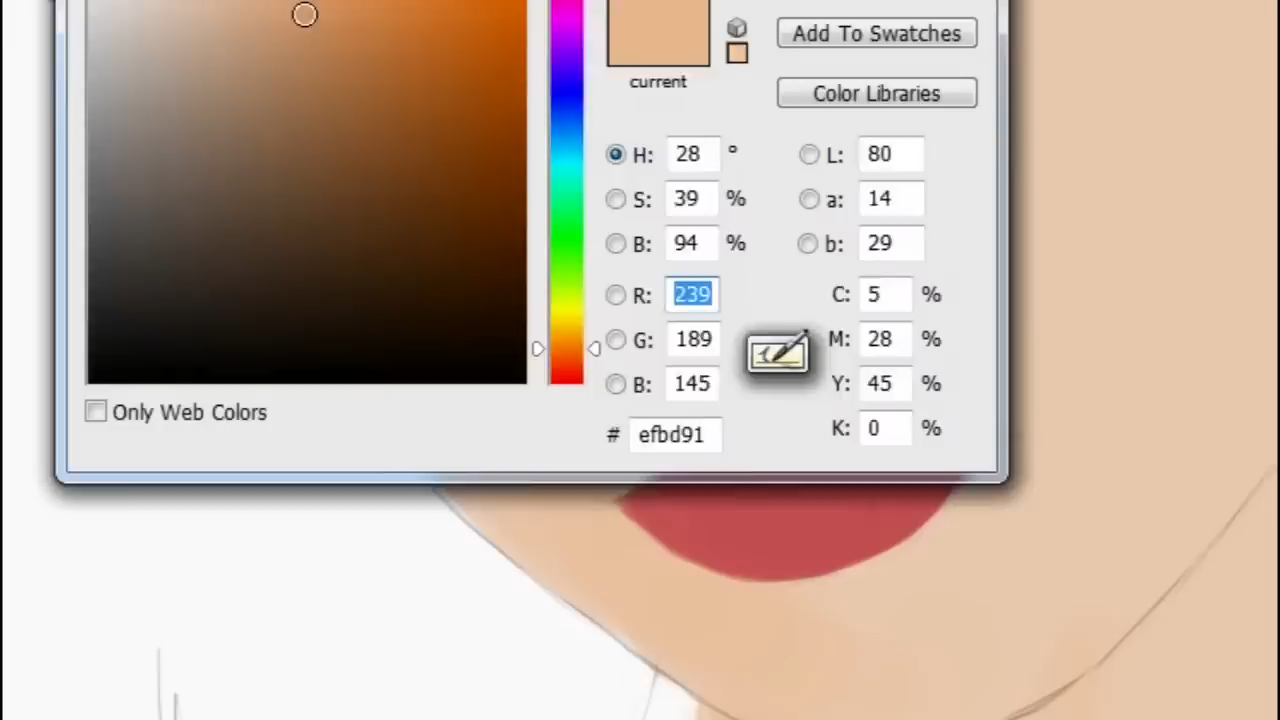 Add To Swatches
current
Color Libraries
H: 28 ° L: 80
S: 39 % a: 14
B: 94 % b: 29
R: 239 C: 5 %
G: 189 M: 28 %
B: 145 Y: 45 %
# efbd91 K: 0 %
Only Web Colors